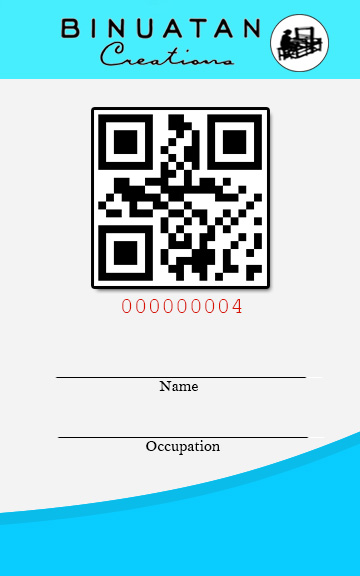 BINUATAN
Creations
000000004
Name
Occupation